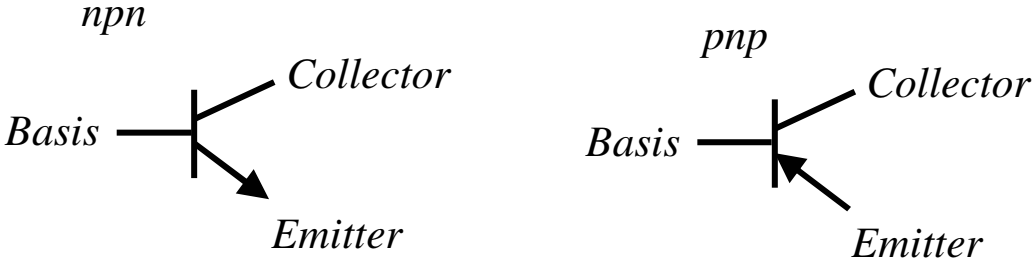 npn
Collector
Basis
Emitter
pnp
Collector
Basis
Emitter